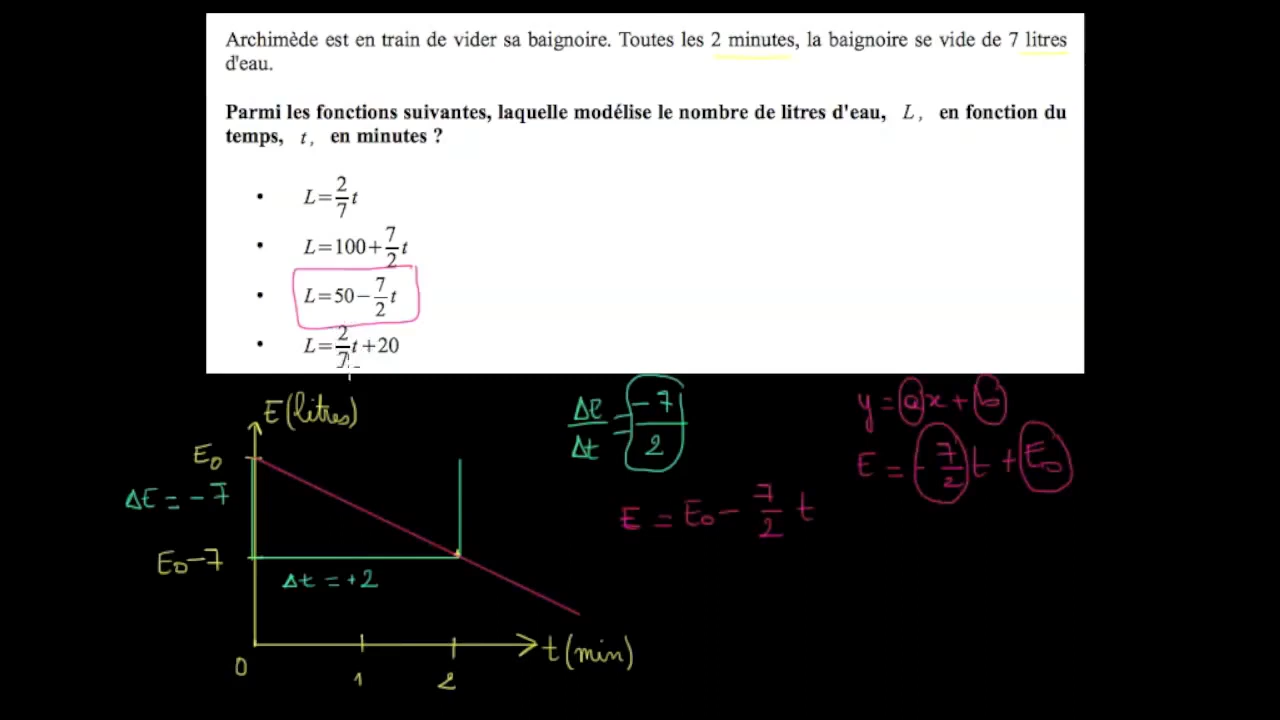 Archimède est en train de vider sa baignoire. Toutes les 2 minutes, la baignoire se vide de 7 litres
d'eau.
Parmi les fonctions suivantes, laquelle modélise le nombre de litres d'eau, L, en fonction du
temps, t, en minutes ?
• L=2/7 t
• L=100+7/2 t
• L=50−7/2 t
• L=2/7 t+20
E(litres)
E₀
ΔE = −7
E₀−7
Δt = +2
0
1
2
t(min)
Δe/Δt = −7/2
E = E₀ − 7/2 t
y = ax + b
E = −7/2 t + E₀